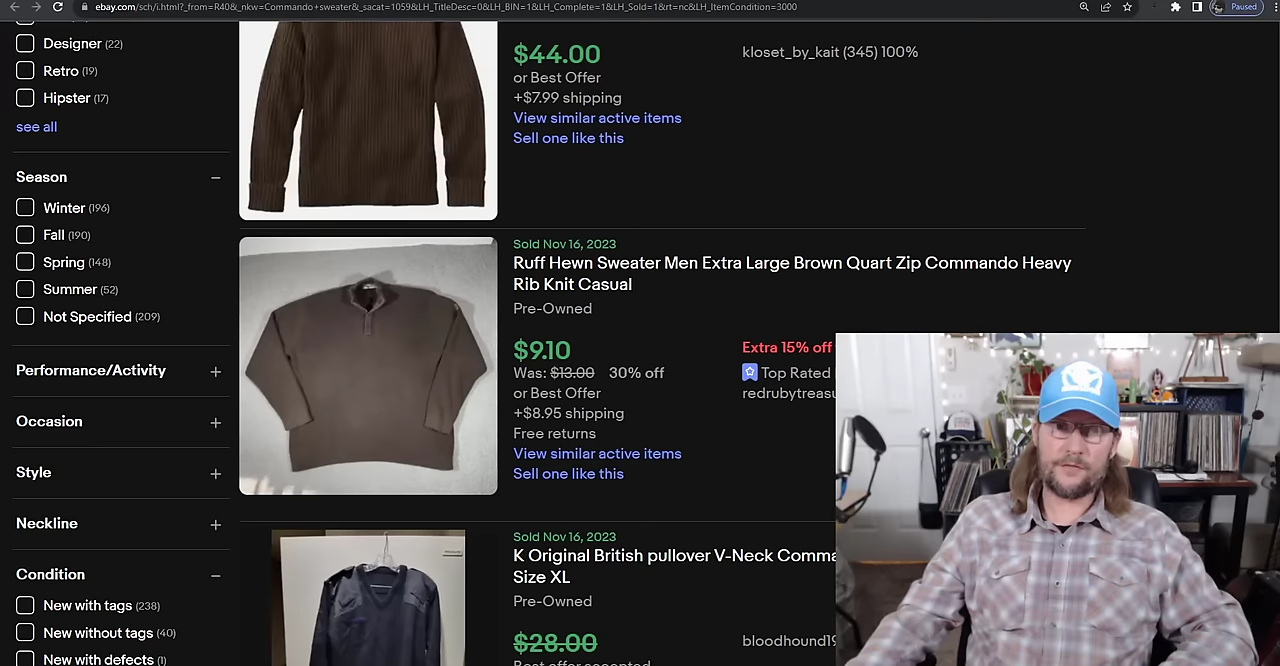 ebay.com/sch/i.html?_from=R40&_nkw=Commando+sweater&_sacat=1059&LH_TitleDesc=0&LH_BIN=1&LH_Complete=1&LH_Sold=1&rt=nc&LH_ItemCondition=3000
Paused
Designer (22)
Retro (19)
Hipster (17)
see all
Season
Winter (196)
Fall (190)
Spring (148)
Summer (52)
Not Specified (209)
Performance/Activity
Occasion
Style
Neckline
Condition
New with tags (238)
New without tags (40)
New with defects (1)
$44.00
or Best Offer
+$7.99 shipping
View similar active items
Sell one like this
kloset_by_kait (345) 100%
Sold Nov 16, 2023
Ruff Hewn Sweater Men Extra Large Brown Quart Zip Commando Heavy
Rib Knit Casual
Pre-Owned
$9.10
Was: $13.00 30% off
or Best Offer
+$8.95 shipping
Free returns
View similar active items
Sell one like this
Extra 15% off
Top Rated
redrubytreasu
Sold Nov 16, 2023
K Original British pullover V-Neck Comma
Size XL
Pre-Owned
$28.00
Best offer accepted
bloodhound19